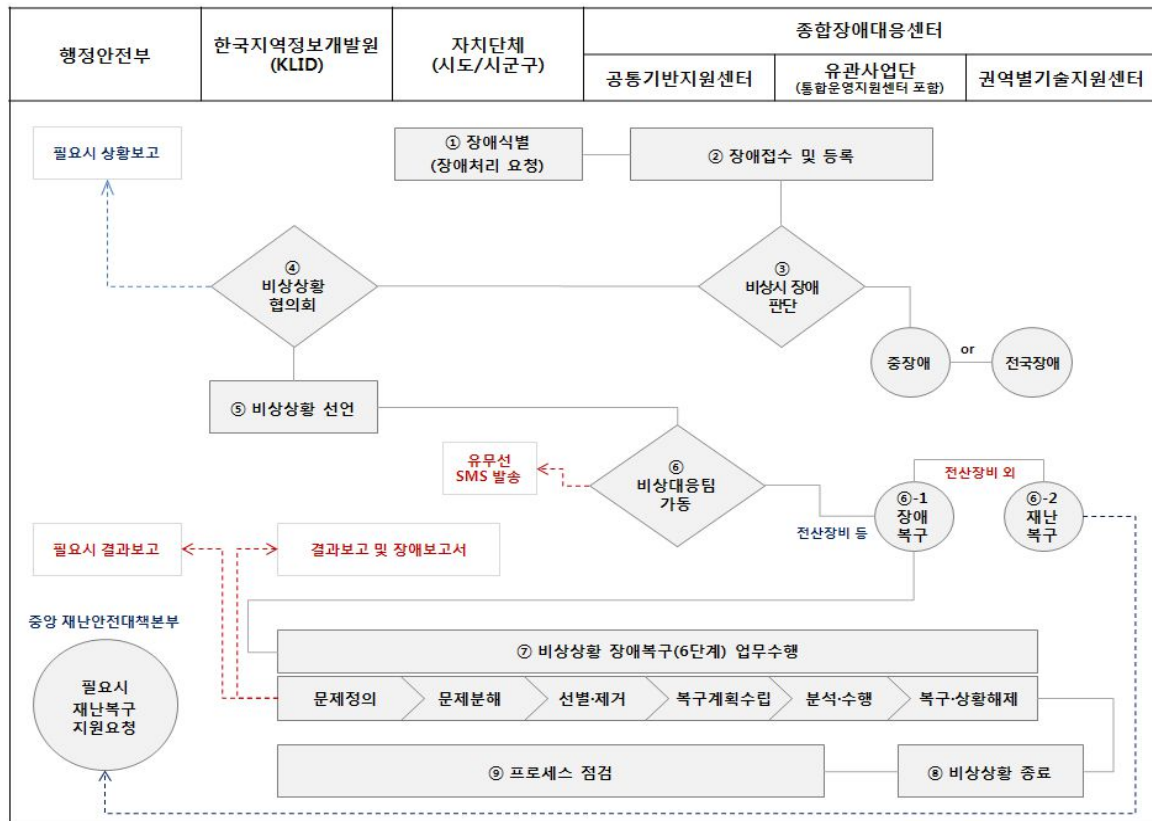 행정안전부
한국지역정보개발원
(KLID)
자치단체
(시도/시군구)
종합장애대응센터
공통기반지원센터
유관사업단
(통합운영지원센터 포함)
권역별기술지원센터
필요시 상황보고
① 장애식별
(장애처리 요청)
② 장애접수 및 등록
④
비상상황
협의회
③
비상시 장애
판단
중장애
or
전국장애
⑤ 비상상황 선언
유무선
SMS 발송
⑥
비상대응팀
가동
전산장비 등
⑥-1
장애
복구
전산장비 외
⑥-2
재난
복구
필요시 결과보고
결과보고 및 장애보고서
중앙 재난안전대책본부
필요시
재난복구
지원요청
⑦ 비상상황 장애복구(6단계) 업무수행
문제정의
문제분해
선별·제거
복구계획수립
분석·수행
복구·상황해제
⑨ 프로세스 점검
⑧ 비상상황 종료